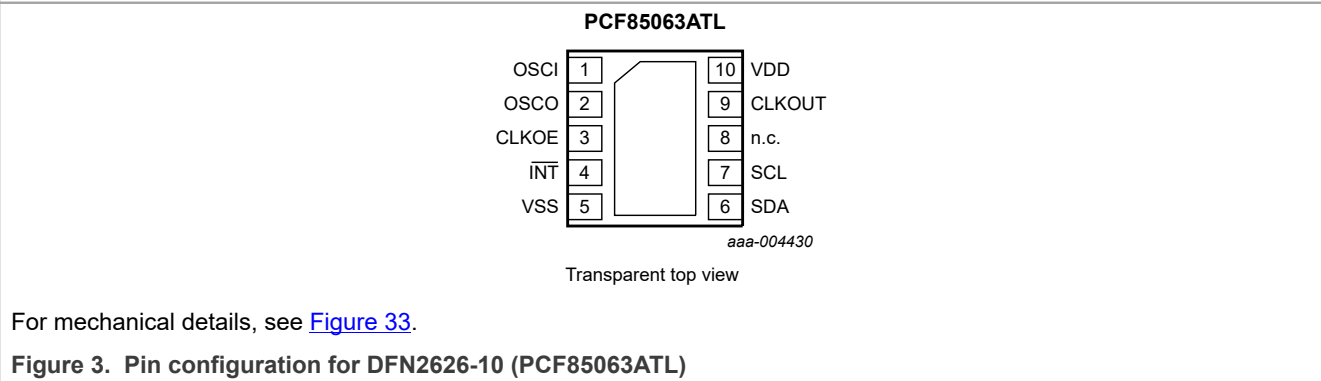 PCF85063ATL
OSCI 1 10 VDD
OSCO 2 9 CLKOUT
CLKOE 3 8 n.c.
INT 4 7 SCL
VSS 5 6 SDA
aaa-004430
Transparent top view
For mechanical details, see Figure 33.
Figure 3. Pin configuration for DFN2626-10 (PCF85063ATL)